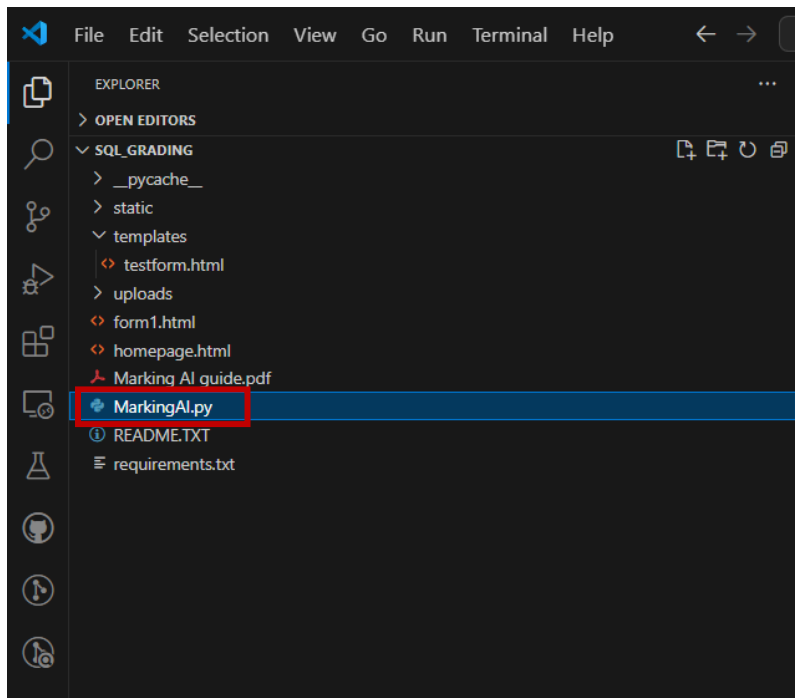 File Edit Selection View Go Run Terminal Help
EXPLORER
OPEN EDITORS
SQL_GRADING
__pycache__
static
templates
testform.html
uploads
form1.html
homepage.html
Marking AI guide.pdf
MarkingAI.py
README.TXT
requirements.txt